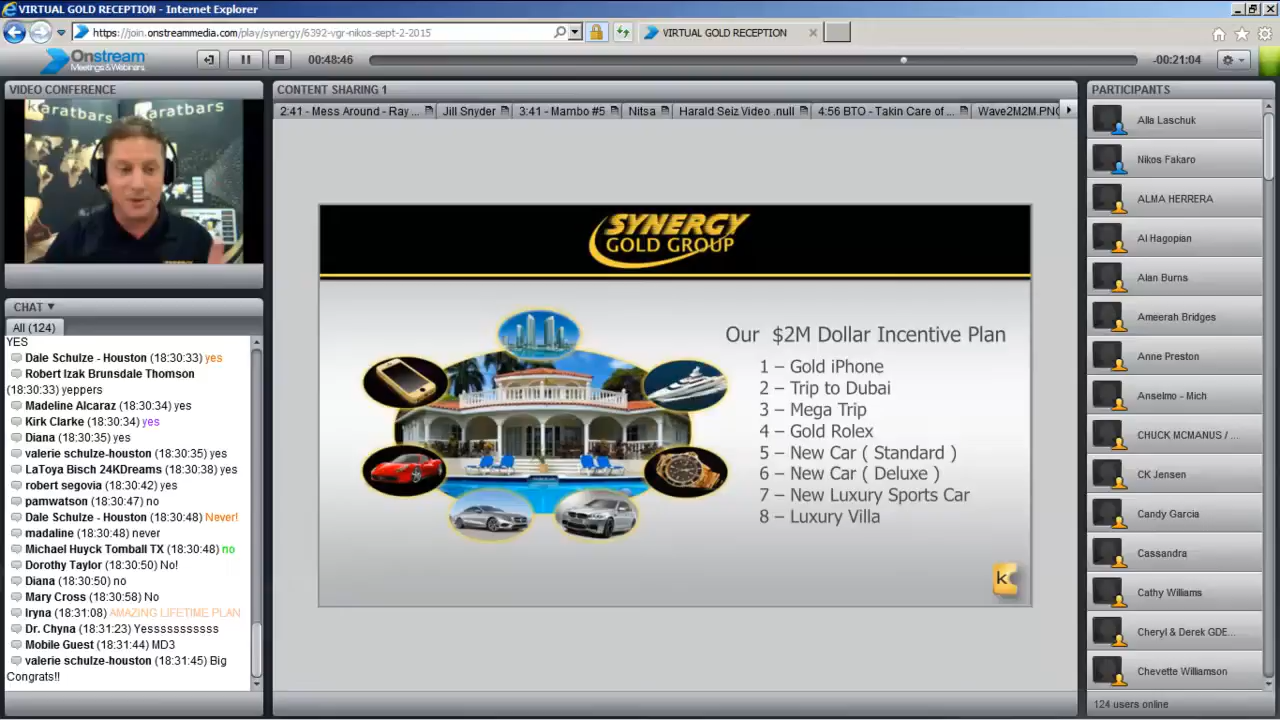 VIRTUAL GOLD RECEPTION - Internet Explorer
https://join.onstreammedia.com/play/synergy/6392-vgr-nikos-sept-2-2015
VIRTUAL GOLD RECEPTION
Onstream
Meetings & Webinars
00:48:46
-00:21:04
VIDEO CONFERENCE
karatbars
karatbars
CONTENT SHARING 1
2:41 - Mess Around - Ray ...
Jill Snyder
3:41 - Mambo #5
Nitsa
Harald Seiz Video .null
4:56 BTO - Takin Care of ...
Wave2M2M.PNG
SYNERGY
GOLD GROUP
Our $2M Dollar Incentive Plan
1 – Gold iPhone
2 – Trip to Dubai
3 – Mega Trip
4 – Gold Rolex
5 – New Car ( Standard )
6 – New Car ( Deluxe )
7 – New Luxury Sports Car
8 – Luxury Villa
k
CHAT
All (124)
YES
Dale Schulze - Houston (18:30:33) yes
Robert Izak Brunsdale Thomson
(18:30:33) yeppers
Madeline Alcaraz (18:30:34) yes
Kirk Clarke (18:30:34) yes
Diana (18:30:35) yes
valerie schulze-houston (18:30:35) yes
LaToya Bisch 24KDreams (18:30:38) yes
robert segovia (18:30:42) yes
pamwatson (18:30:47) no
Dale Schulze - Houston (18:30:48) Never!
madaline (18:30:48) never
Michael Huyck Tomball TX (18:30:48) no
Dorothy Taylor (18:30:50) No!
Diana (18:30:50) no
Mary Cross (18:30:58) No
Iryna (18:31:08) AMAZING LIFETIME PLAN
Dr. Chyna (18:31:23) Yesssssssssss
Mobile Guest (18:31:44) MD3
valerie schulze-houston (18:31:45) Big
Congrats!!
PARTICIPANTS
Alla Laschuk
Nikos Fakaro
ALMA HERRERA
Al Hagopian
Alan Burns
Ameerah Bridges
Anne Preston
Anselmo - Mich
CHUCK MCMANUS / ...
CK Jensen
Candy Garcia
Cassandra
Cathy Williams
Cheryl & Derek GDE...
Chevette Williamson
124 users online